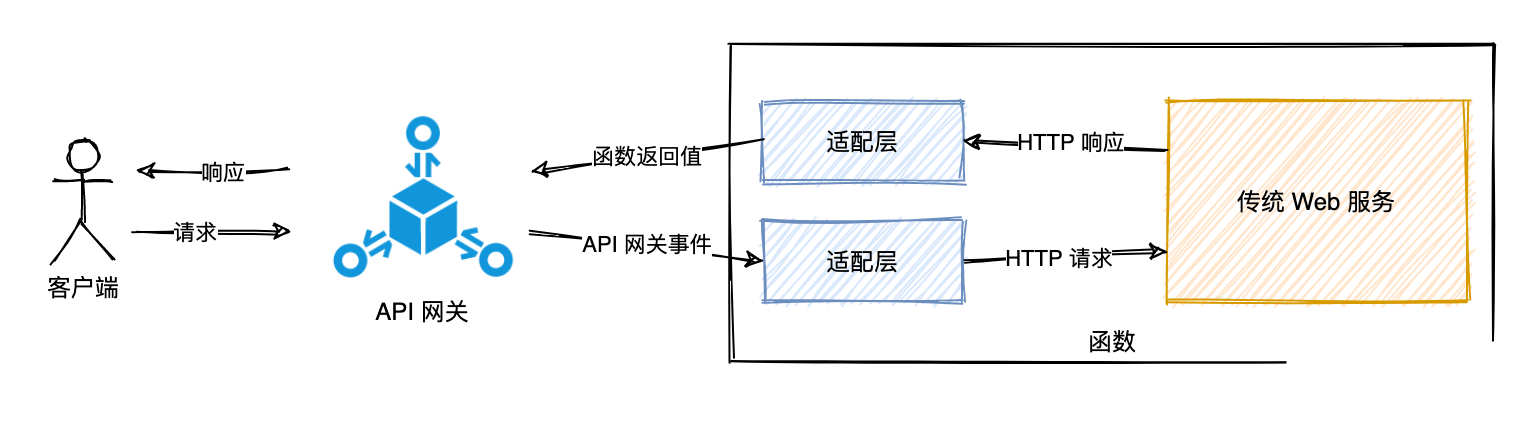 响应
请求
客户端
API 网关
函数返回值
API 网关事件
适配层
适配层
HTTP 响应
HTTP 请求
传统 Web 服务
函数